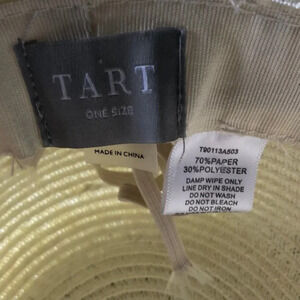 TART
ONE SIZE
MADE IN CHINA
T90113A503
70%PAPER
30%POLYESTER
DAMP WIPE ONLY
LINE DRY IN SHADE
DO NOT WASH
DO NOT BLEACH
DO NOT IRON